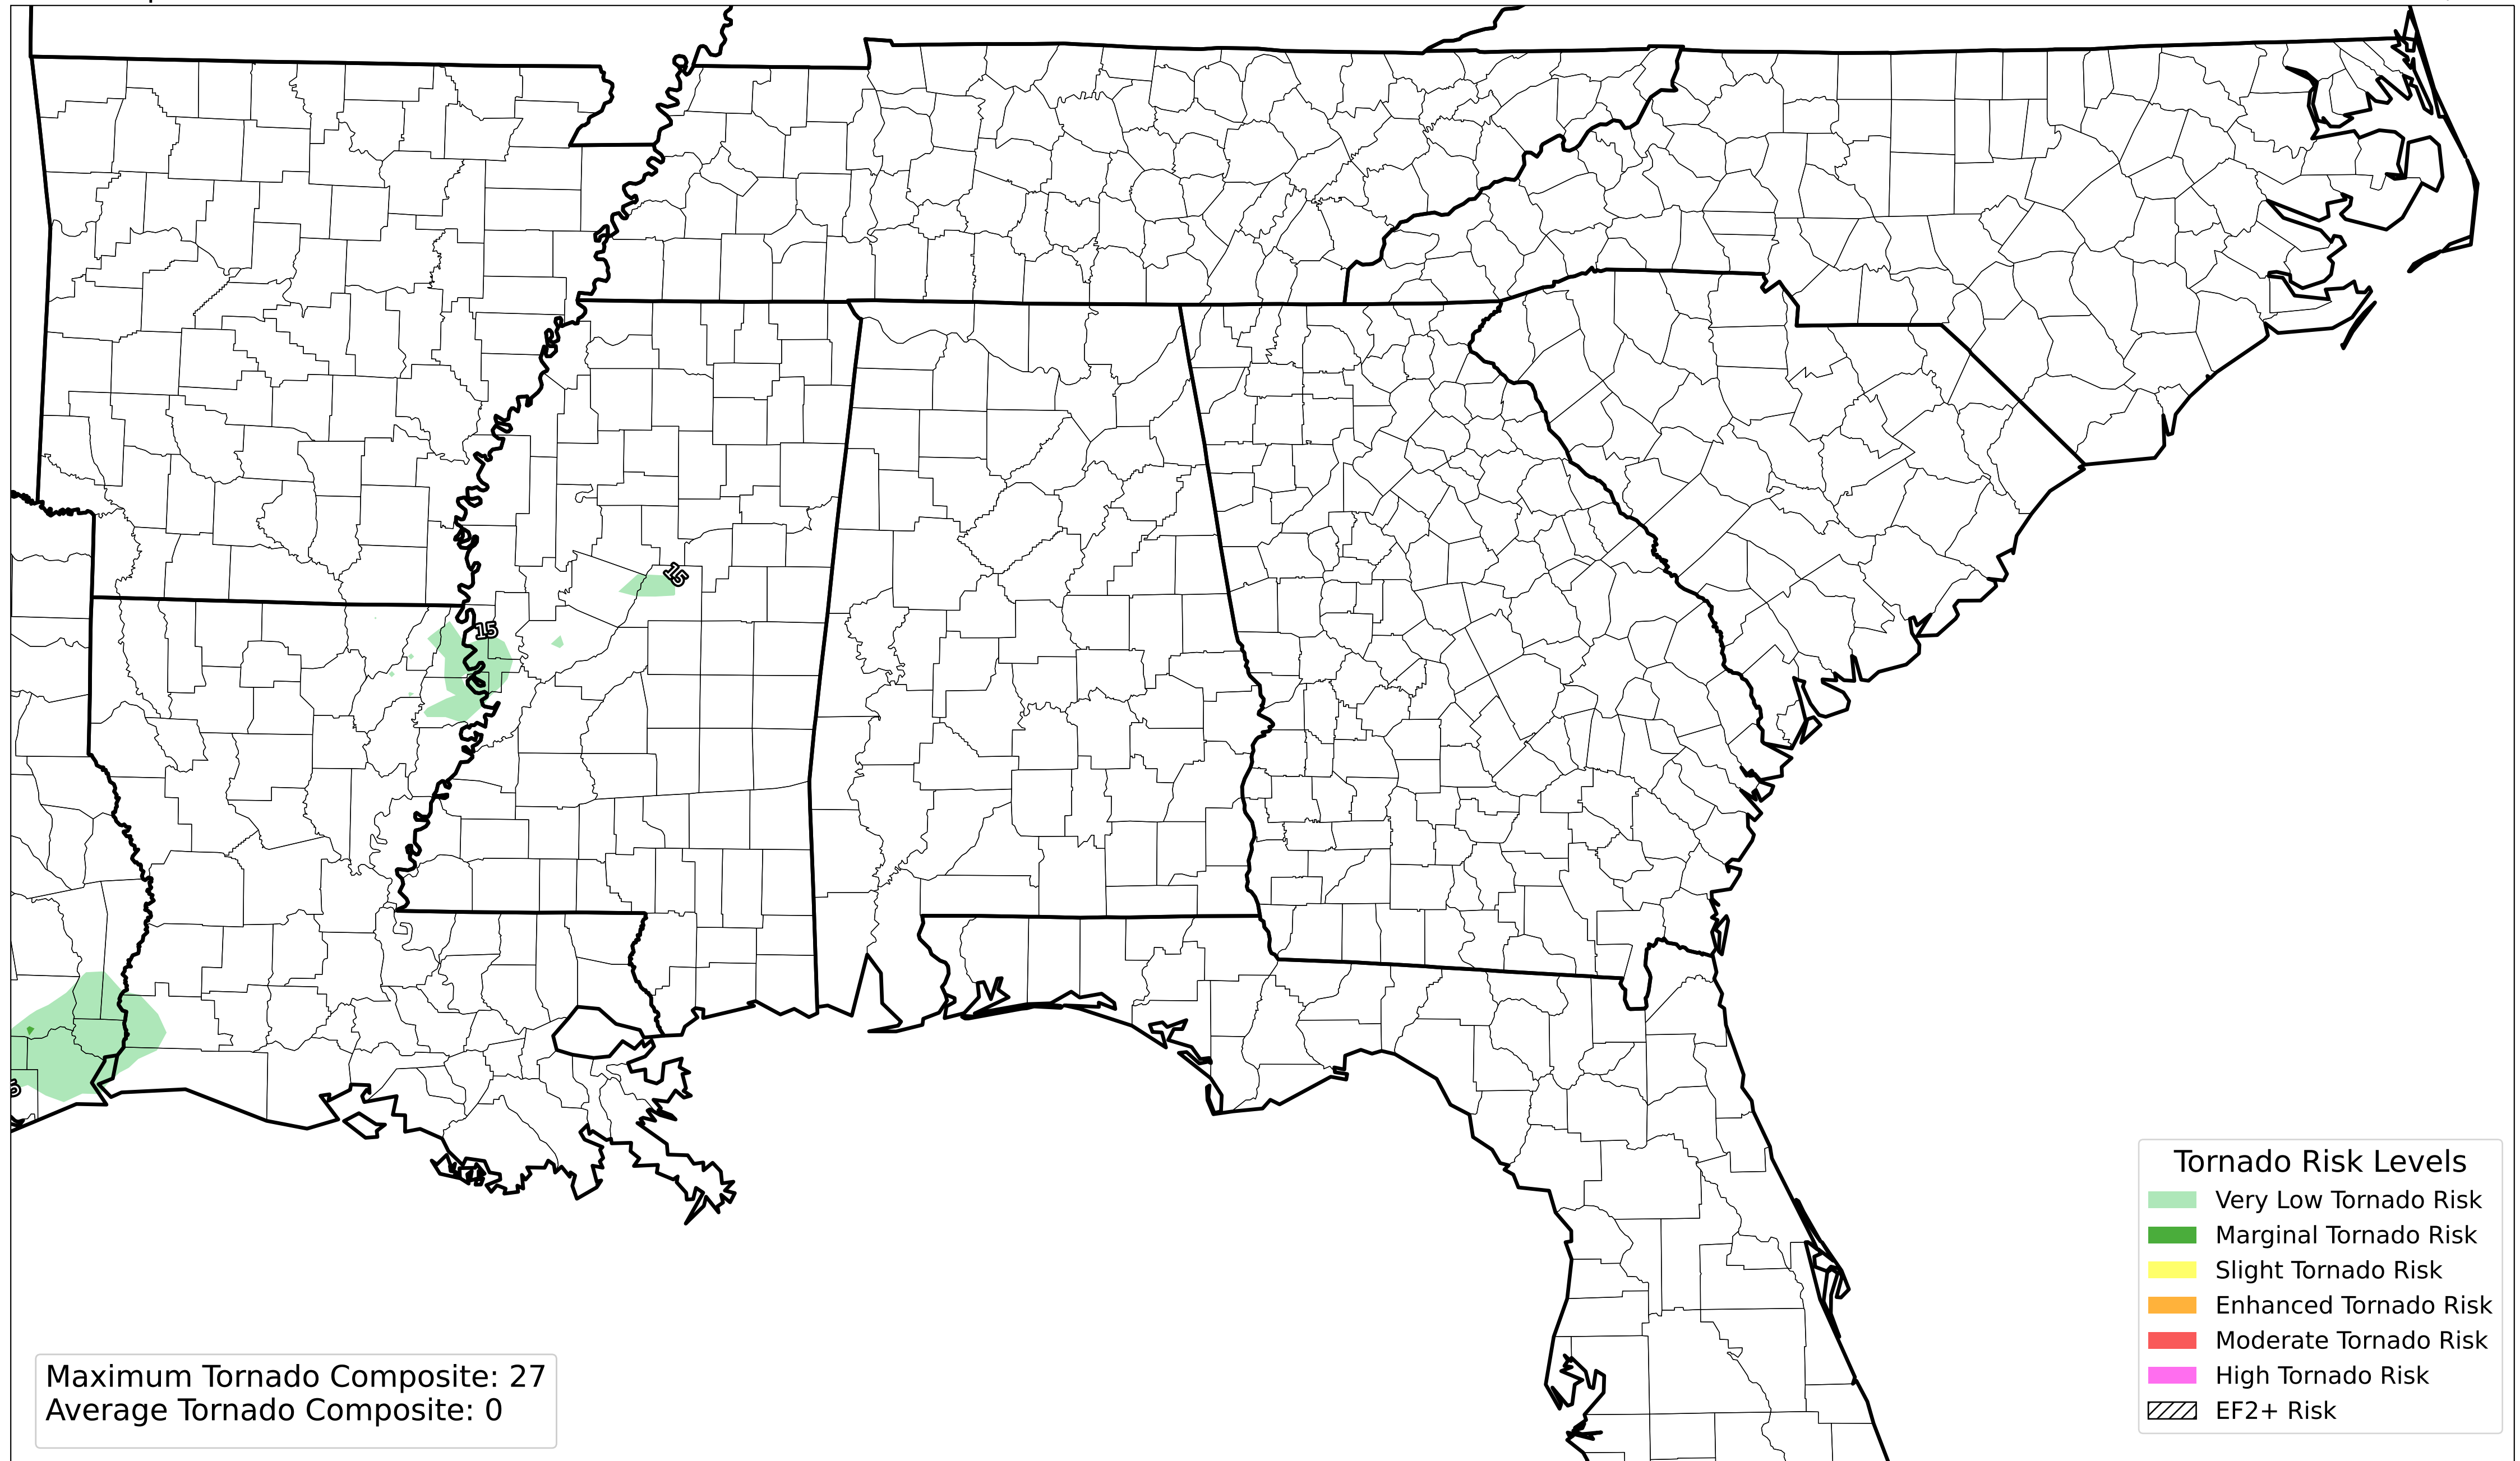 15
15
Tornado Risk Levels
Very Low Tornado Risk
Marginal Tornado Risk
Slight Tornado Risk
Enhanced Tornado Risk
Moderate Tornado Risk
High Tornado Risk
EF2+ Risk
Maximum Tornado Composite: 27
Average Tornado Composite: 0